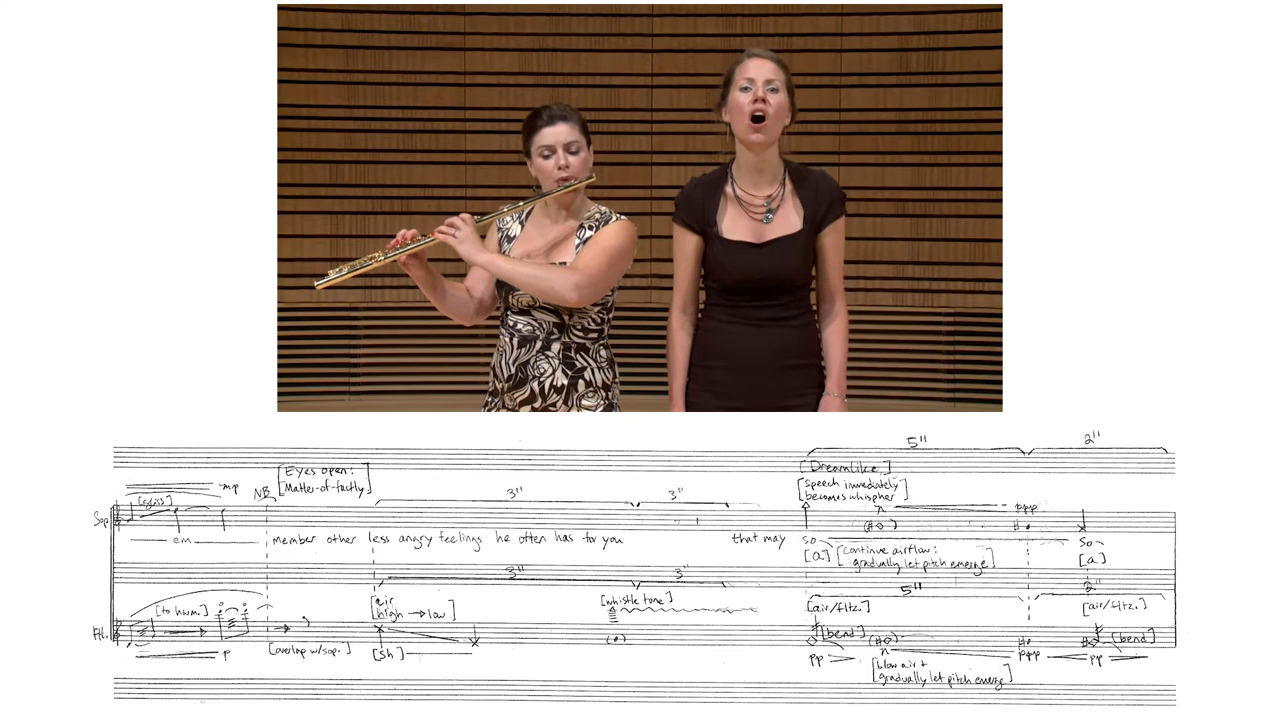 5" 2"
[Dreamlike]
[Eyes open:
Matter-of-factly]
[Speech immediately
becomes whispher]
mp
NB
[gliss]
3" 3"
ppp
Sop.
em member other less angry feelings he often has for you that may so so
[a] [continue airflow:
gradually let pitch emerge] [a]
3" 3" 5" 2"
[to harm.] [air
high → low] [whistle tone] [air/fltz.] [air/fltz.]
Fl.
[bend] [bend]
p [overlap w/sop.] [sh] pp ppp pp
[blow air +
gradually let pitch emerge]